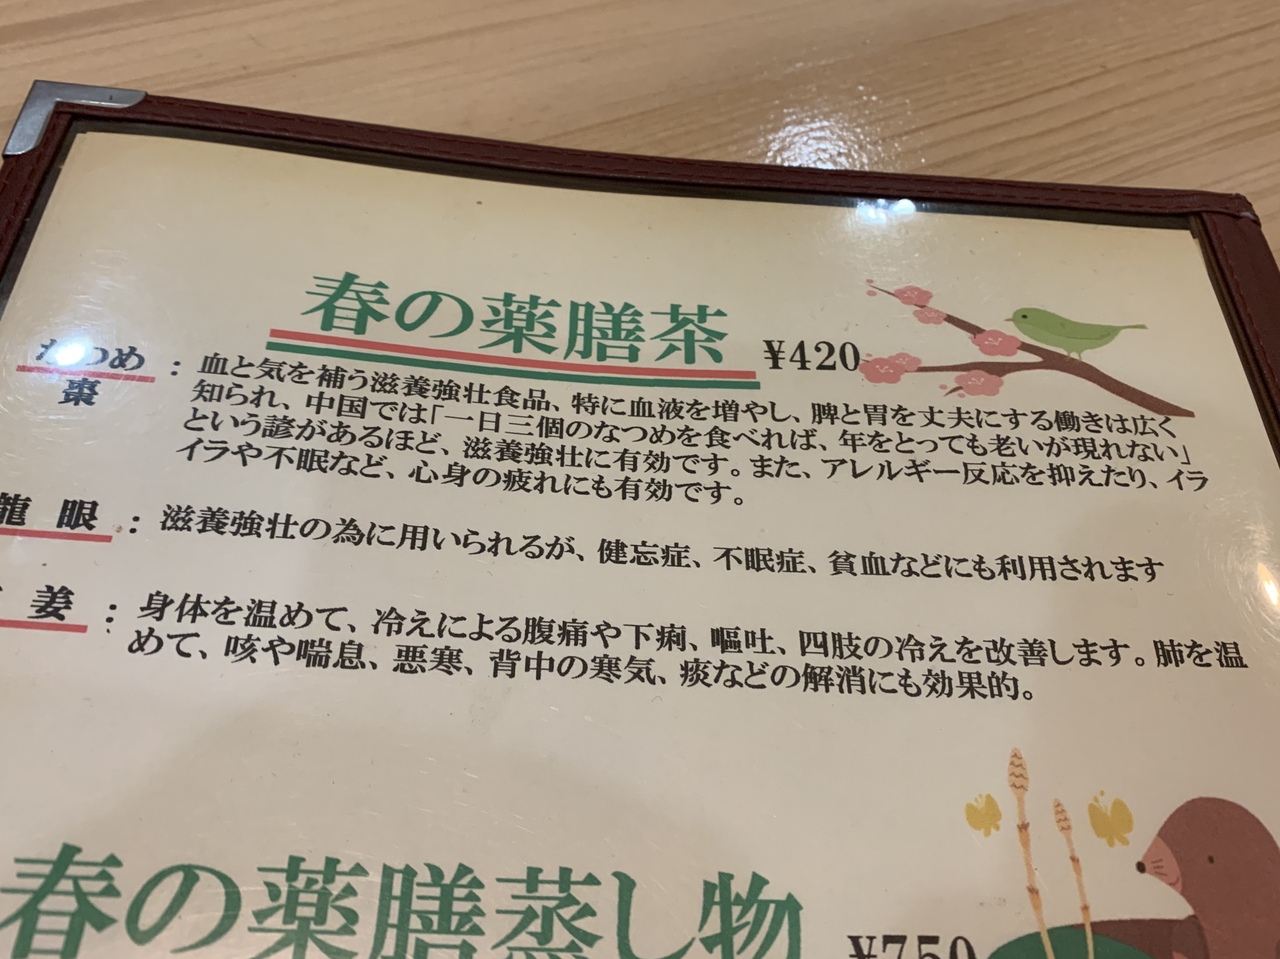 春の薬膳茶 ¥420
なつめ
棗
：血と気を補う滋養強壮食品、特に血液を増やし、脾と胃を丈夫にする働きは広く
知られ、中国では「一日三個のなつめを食べれば、年をとっても老いが現れない」
という諺があるほど、滋養強壮に有効です。また、アレルギー反応を抑えたり、イラ
イラや不眠など、心身の疲れにも有効です。
龍眼：滋養強壮の為に用いられるが、健忘症、不眠症、貧血などにも利用されます
姜：身体を温めて、冷えによる腹痛や下痢、嘔吐、四肢の冷えを改善します。肺を温
めて、咳や喘息、悪寒、背中の寒気、痰などの解消にも効果的。
春の薬膳蒸し物 ¥750